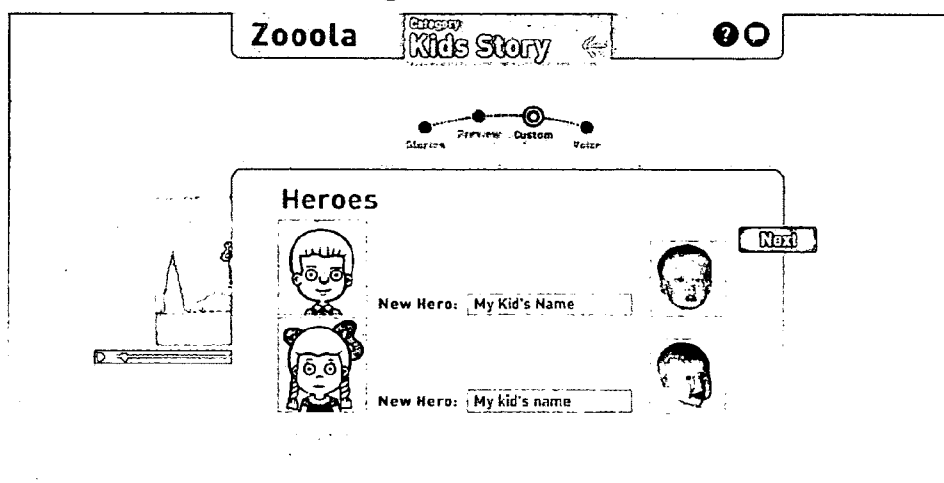 Zooola
Category:
Kids Story
?
Stories
Preview
Custom
Voice
Heroes
Next
New Hero: My Kid's Name
New Hero: My kid's name